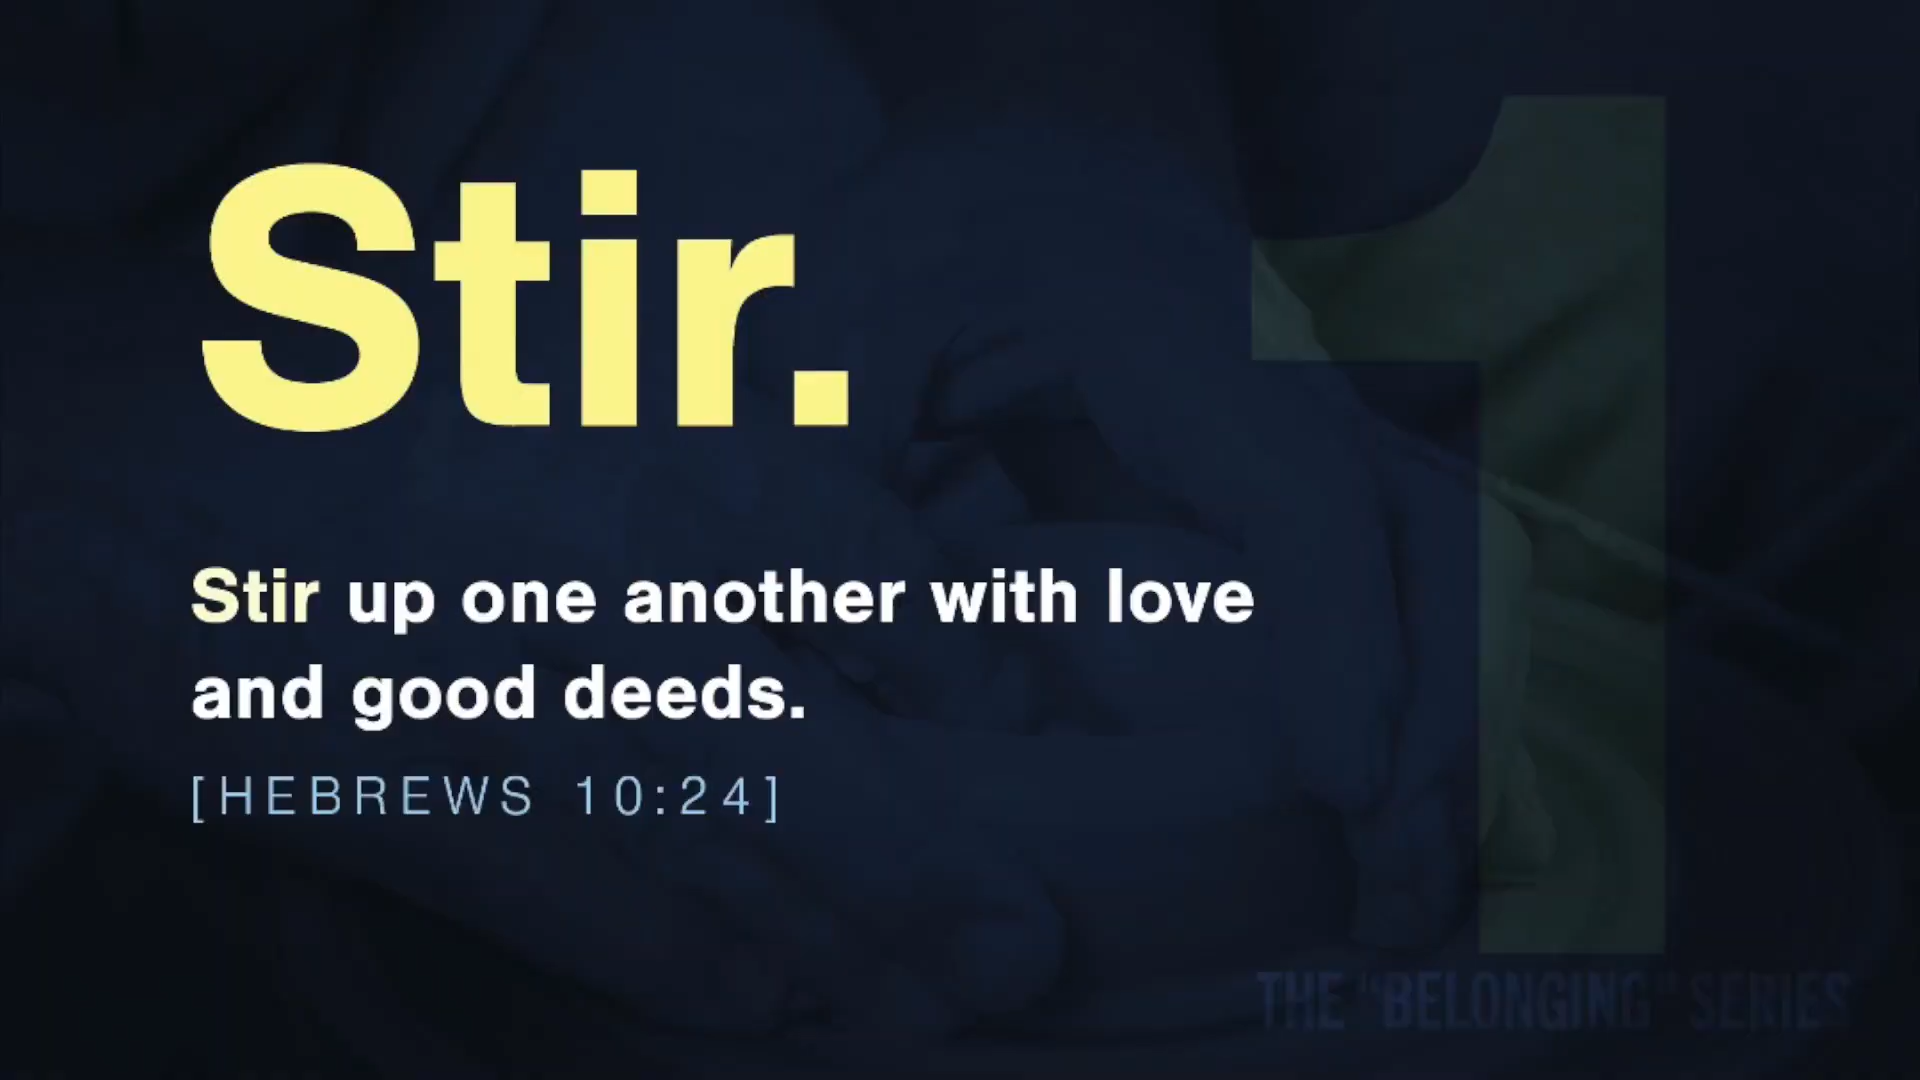 Stir.
1
Stir up one another with love
and good deeds.
[HEBREWS 10:24]
THE "BELONGING" SERIES